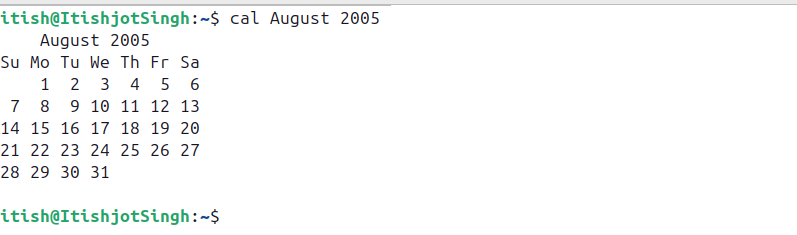 itish@ItishjotSingh:~$ cal August 2005
    August 2005
Su Mo Tu We Th Fr Sa
    1  2  3  4  5  6
 7  8  9 10 11 12 13
14 15 16 17 18 19 20
21 22 23 24 25 26 27
28 29 30 31
itish@ItishjotSingh:~$